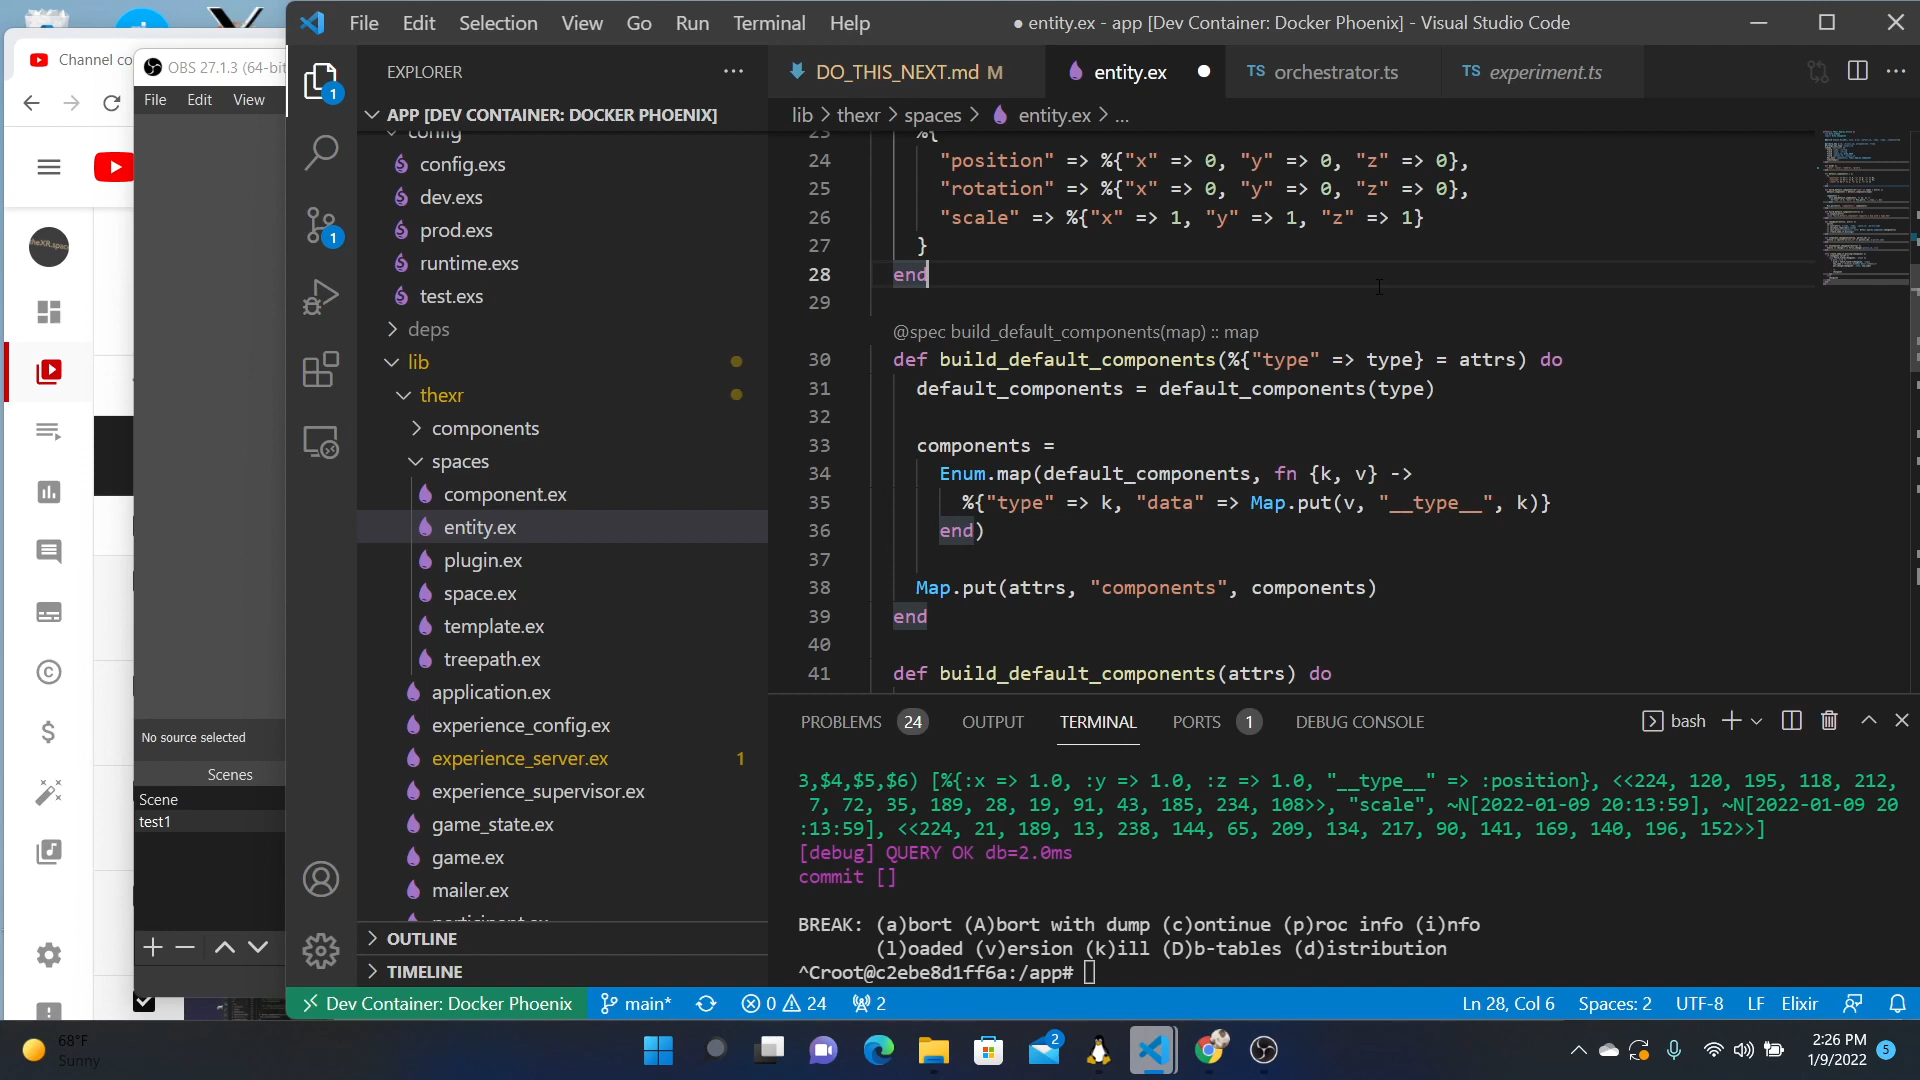 File Edit Selection View Go Run Terminal Help
● entity.ex - app [Dev Container: Docker Phoenix] - Visual Studio Code
Channel co
OBS 27.1.3 (64-bit
File Edit View
theXR.space
No source selected
Scenes
Scene
test1
EXPLORER
APP [DEV CONTAINER: DOCKER PHOENIX]
config
config.exs
dev.exs
prod.exs
runtime.exs
test.exs
deps
lib
thexr
components
spaces
component.ex
entity.ex
plugin.ex
space.ex
template.ex
treepath.ex
application.ex
experience_config.ex
experience_server.ex 1
experience_supervisor.ex
game_state.ex
game.ex
mailer.ex
participant.ex
OUTLINE
TIMELINE
1
1
DO_THIS_NEXT.md M
entity.ex
TS orchestrator.ts
TS experiment.ts
lib > thexr > spaces > entity.ex > ...
23 %{
24 "position" => %{"x" => 0, "y" => 0, "z" => 0},
25 "rotation" => %{"x" => 0, "y" => 0, "z" => 0},
26 "scale" => %{"x" => 1, "y" => 1, "z" => 1}
27 }
28 end
29
@spec build_default_components(map) :: map
30 def build_default_components(%{"type" => type} = attrs) do
31 default_components = default_components(type)
32
33 components =
34 Enum.map(default_components, fn {k, v} ->
35 %{"type" => k, "data" => Map.put(v, "__type__", k)}
36 end)
37
38 Map.put(attrs, "components", components)
39 end
40
41 def build_default_components(attrs) do
PROBLEMS 24 OUTPUT TERMINAL PORTS 1 DEBUG CONSOLE
bash
3,$4,$5,$6) [%{:x => 1.0, :y => 1.0, :z => 1.0, "__type__" => :position}, <<224, 120, 195, 118, 212,
7, 72, 35, 189, 28, 19, 91, 43, 185, 234, 108>>, "scale", ~N[2022-01-09 20:13:59], ~N[2022-01-09 20
:13:59], <<224, 21, 189, 13, 238, 144, 65, 209, 134, 217, 90, 141, 169, 140, 196, 152>>]
[debug] QUERY OK db=2.0ms
commit []
BREAK: (a)bort (A)bort with dump (c)ontinue (p)roc info (i)nfo
(l)oaded (v)ersion (k)ill (D)b-tables (d)istribution
^Croot@c2ebe8d1ff6a:/app#
Dev Container: Docker Phoenix main* 0 24 2
Ln 28, Col 6 Spaces: 2 UTF-8 LF Elixir
68°F
Sunny
2
2:26 PM
1/9/2022
5